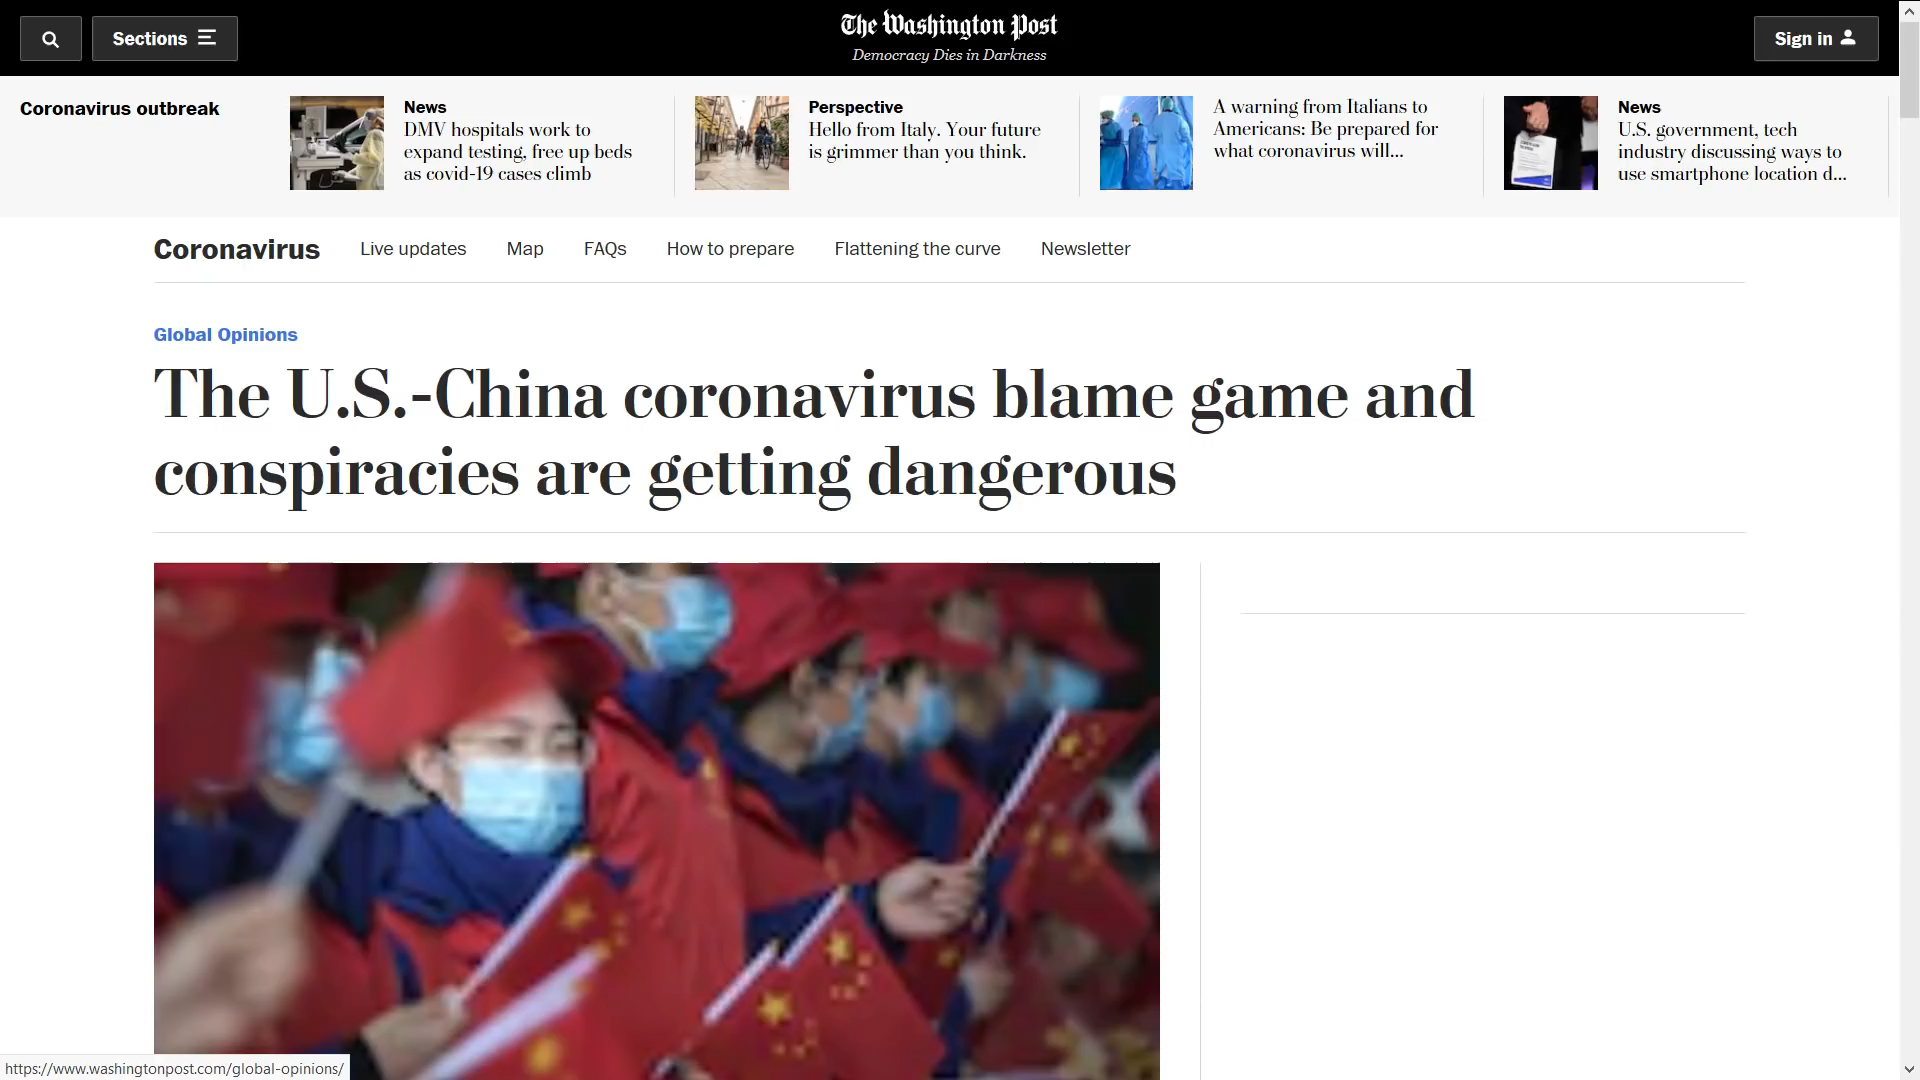 Sections
The Washington Post
Democracy Dies in Darkness
Sign in
Coronavirus outbreak
News
DMV hospitals work to
expand testing, free up beds
as covid-19 cases climb
Perspective
Hello from Italy. Your future
is grimmer than you think.
A warning from Italians to
Americans: Be prepared for
what coronavirus will...
News
U.S. government, tech
industry discussing ways to
use smartphone location d...
Coronavirus Live updates Map FAQs How to prepare Flattening the curve Newsletter
Global Opinions
The U.S.-China coronavirus blame game and
conspiracies are getting dangerous
https://www.washingtonpost.com/global-opinions/